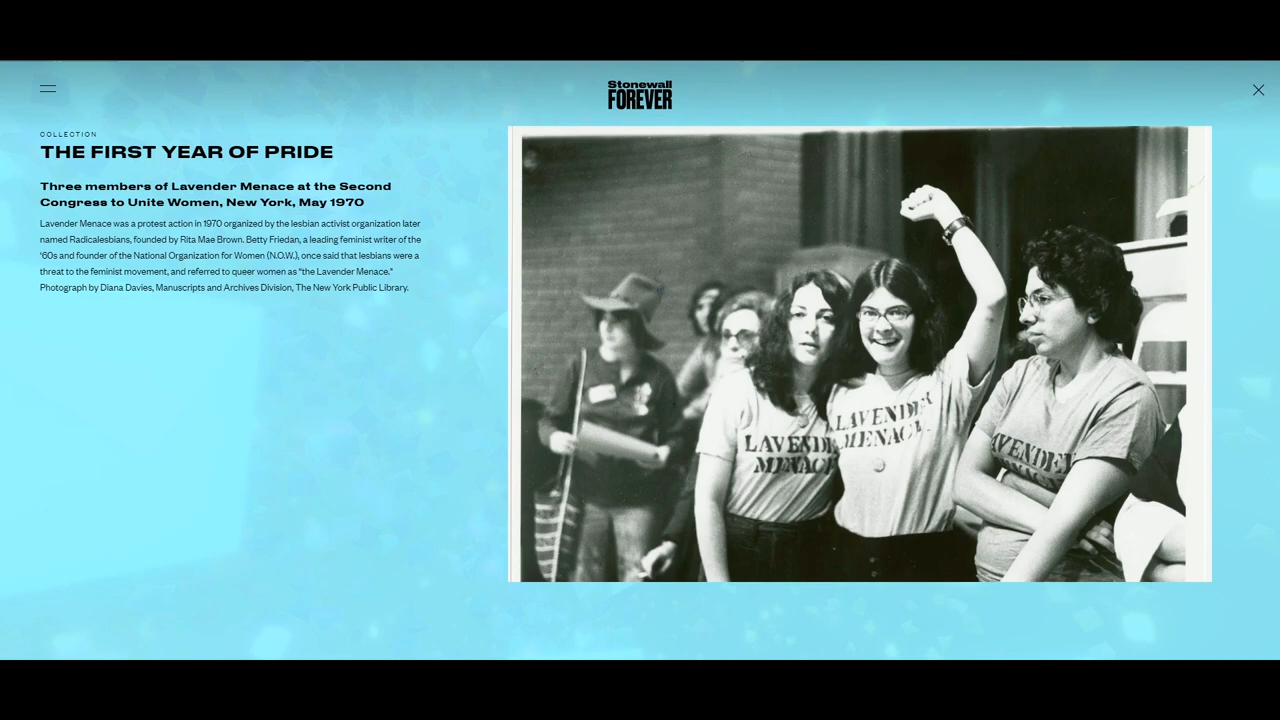 Stonewall
FOREVER
COLLECTION
THE FIRST YEAR OF PRIDE
Three members of Lavender Menace at the Second
Congress to Unite Women, New York, May 1970
Lavender Menace was a protest action in 1970 organized by the lesbian activist organization later
named Radicalesbians, founded by Rita Mae Brown. Betty Friedan, a leading feminist writer of the
'60s and founder of the National Organization for Women (N.O.W.), once said that lesbians were a
threat to the feminist movement, and referred to queer women as “the Lavender Menace.”
Photograph by Diana Davies, Manuscripts and Archives Division, The New York Public Library.
LAVENDE
MENACE
LAVENDER
MENACE
AVENDER
MENACE